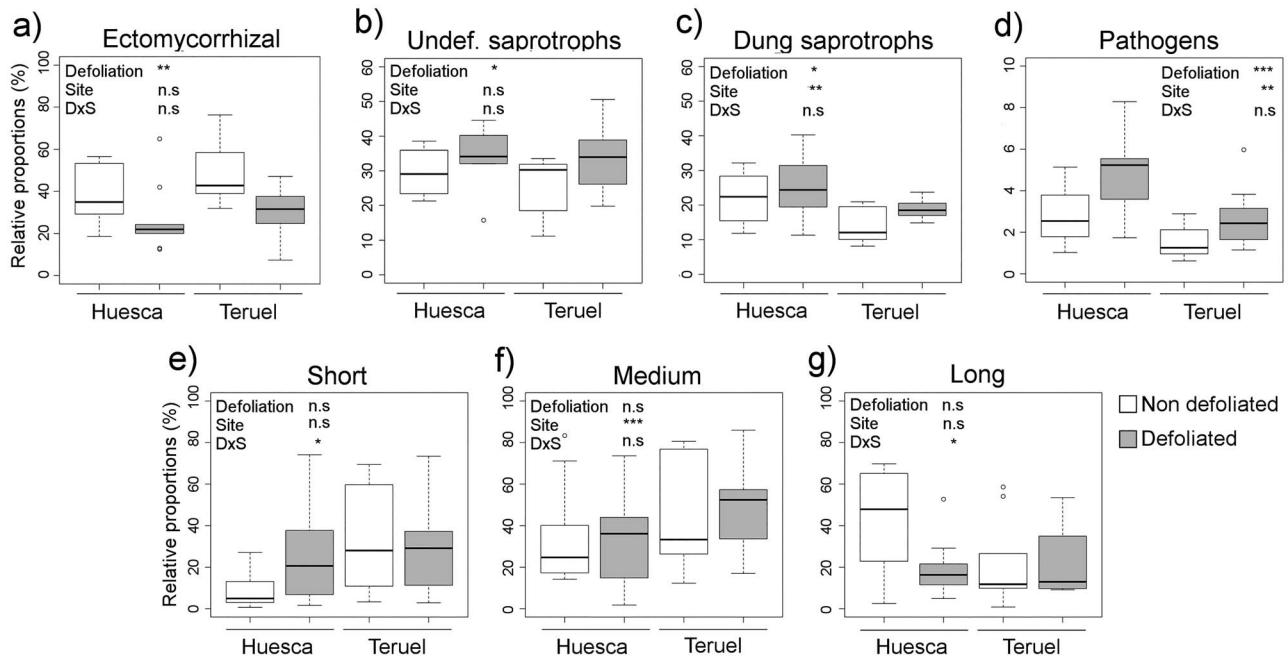 a) Ectomycorrhizal
Relative proportions (%)
0 20 40 60 80 100
Defoliation **
Site n.s
DxS n.s
Huesca Teruel
b) Undef. saprotrophs
0 10 20 30 40 50 60
Defoliation *
Site n.s
DxS n.s
Huesca Teruel
c) Dung saprotrophs
0 10 20 30 40 50 60
Defoliation *
Site **
DxS n.s
Huesca Teruel
d) Pathogens
0 2 4 6 8 10
Defoliation ***
Site **
DxS n.s
Huesca Teruel
e) Short
Relative proportions (%)
0 20 40 60 80 100
Defoliation n.s
Site n.s
DxS *
Huesca Teruel
f) Medium
0 20 40 60 80 100
Defoliation n.s
Site ***
DxS n.s
Huesca Teruel
g) Long
0 20 40 60 80 100
Defoliation n.s
Site n.s
DxS *
Huesca Teruel
Non defoliated
Defoliated